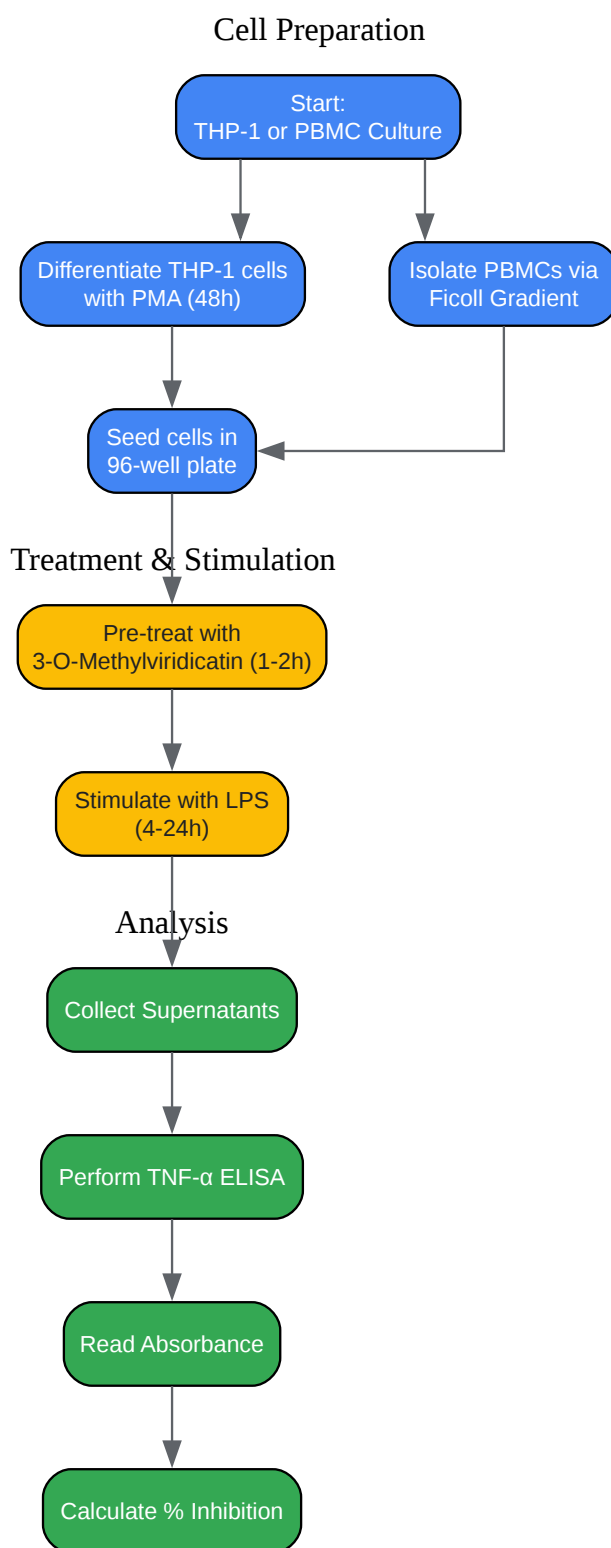 Cell Preparation
Start:
THP-1 or PBMC Culture
Differentiate THP-1 cells
with PMA (48h)
Isolate PBMCs via
Ficoll Gradient
Seed cells in
96-well plate
Treatment & Stimulation
Pre-treat with
3-O-Methylviridicatin (1-2h)
Stimulate with LPS
(4-24h)
Analysis
Collect Supernatants
Perform TNF-α ELISA
Read Absorbance
Calculate % Inhibition